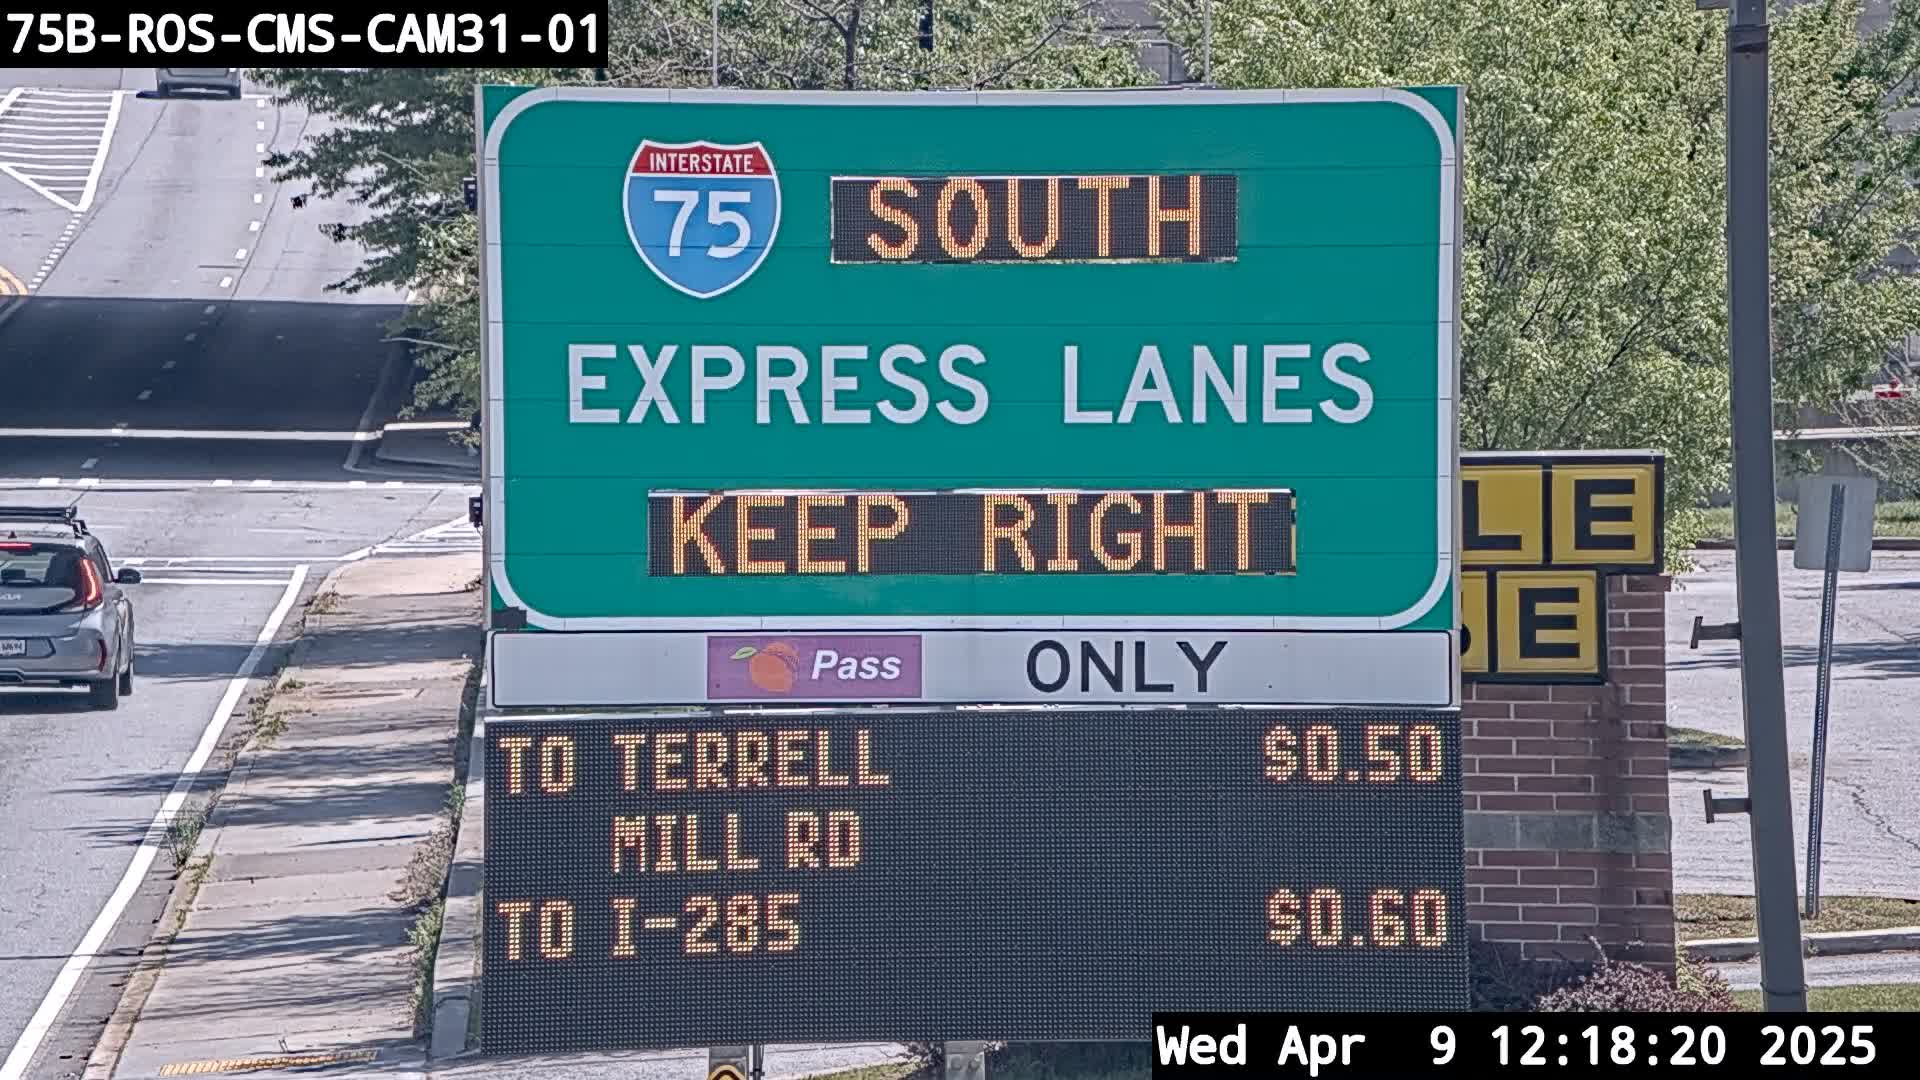 75B-ROS-CMS-CAM31-01
INTERSTATE
75
SOUTH
EXPRESS LANES
KEEP RIGHT
Pass ONLY
TO TERRELL $0.50
MILL RD
TO I-285 $0.60
LE
E
Wed Apr 9 12:18:20 2025